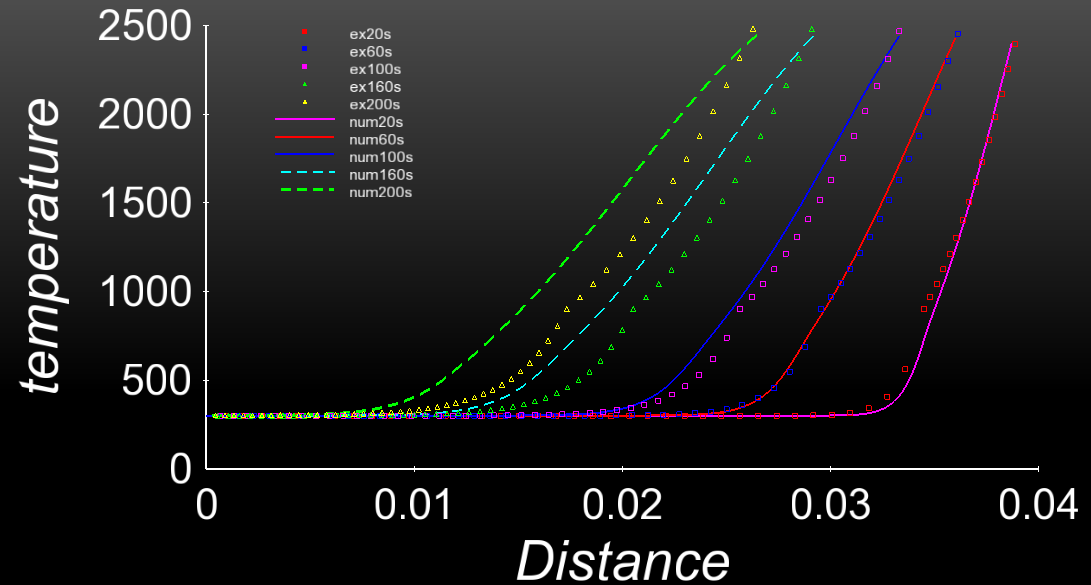 2500
2000
1500
1000
500
0
temperature
ex20s
ex60s
ex100s
ex160s
ex200s
num20s
num60s
num100s
num160s
num200s
0
0.01
0.02
0.03
0.04
Distance